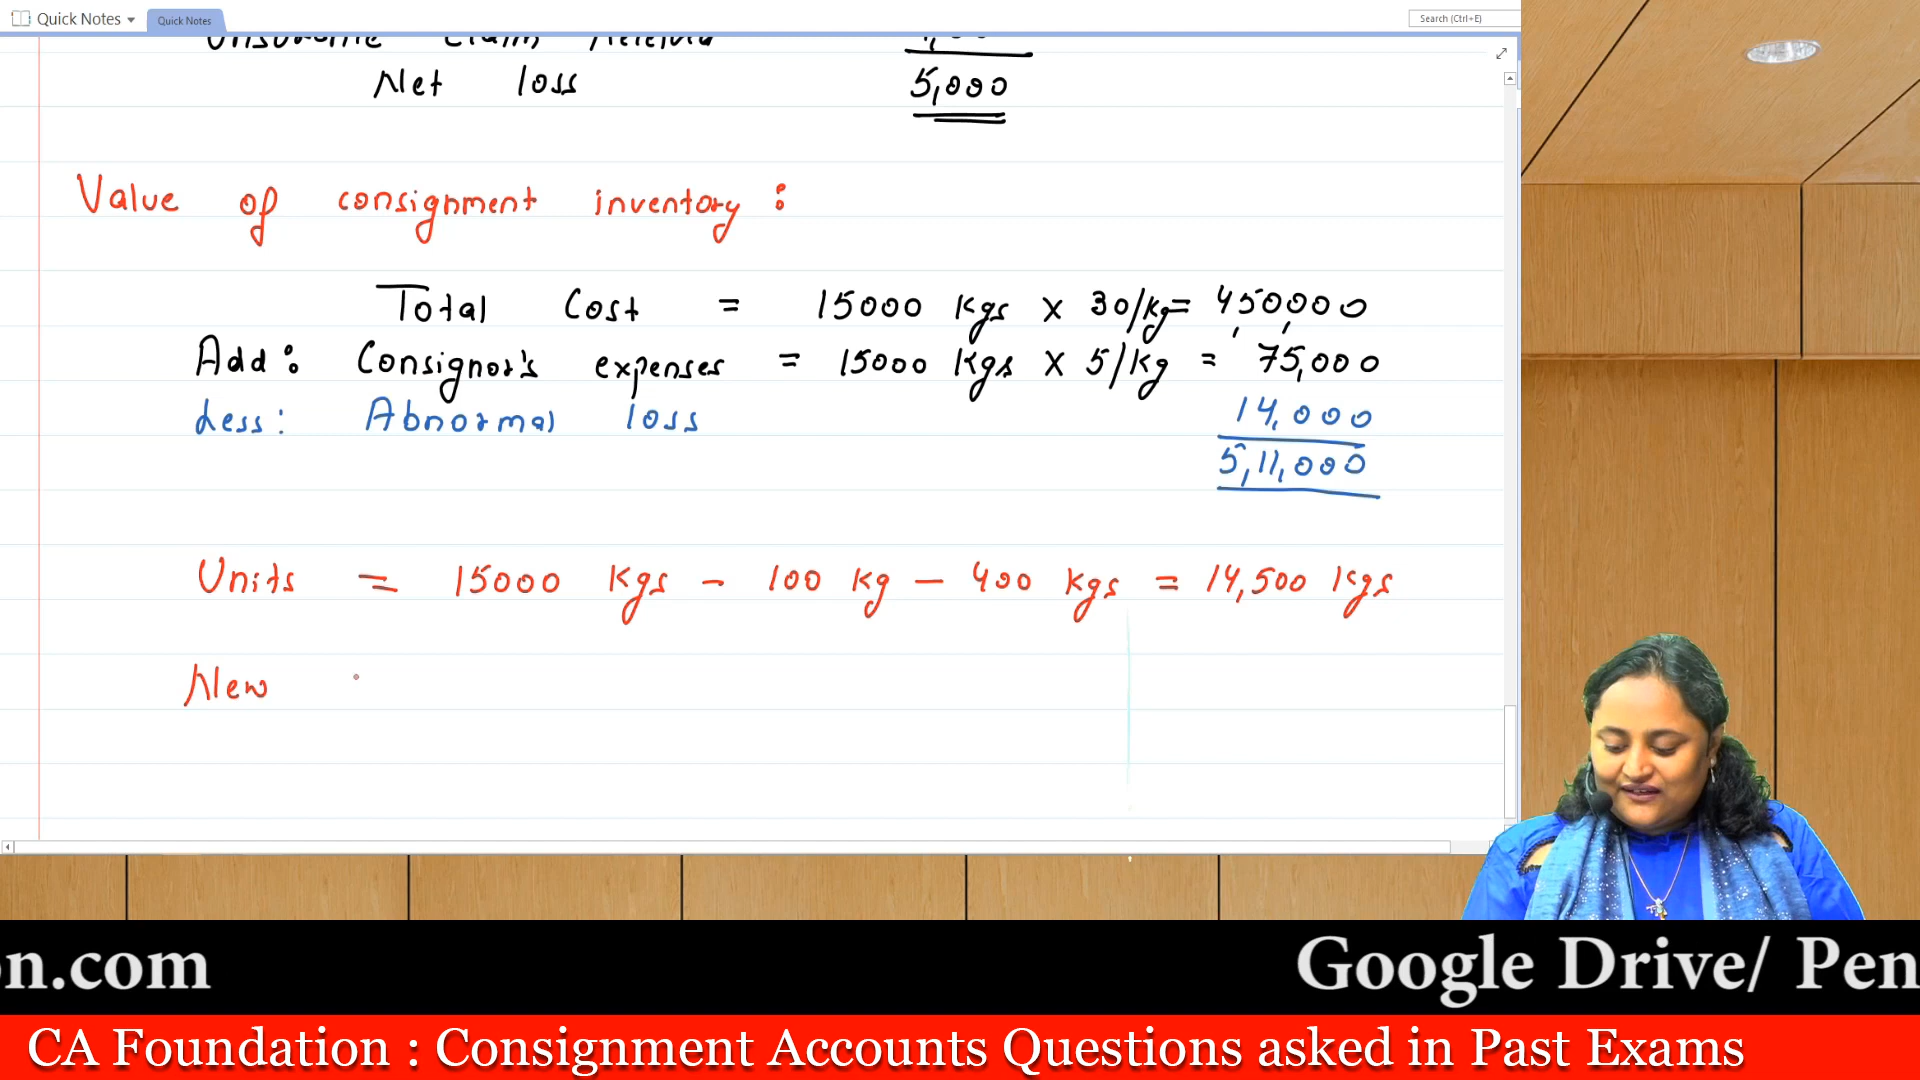 Quick Notes
Quick Notes
Search (Ctrl+E)
Claim
Net loss 5,000
Value of consignment inventory :
Total Cost = 15000 Kgs x 30/kg= 450000
Add: Consignor's expenses = 15000 Kgs x 5/kg = 75,000
Less: Abnormal loss 14,000
5,11,000
Units = 15000 Kgs - 100 kg - 400 Kgs = 14,500 Kgs
New
n.com Google Drive/ Pen
CA Foundation : Consignment Accounts Questions asked in Past Exams